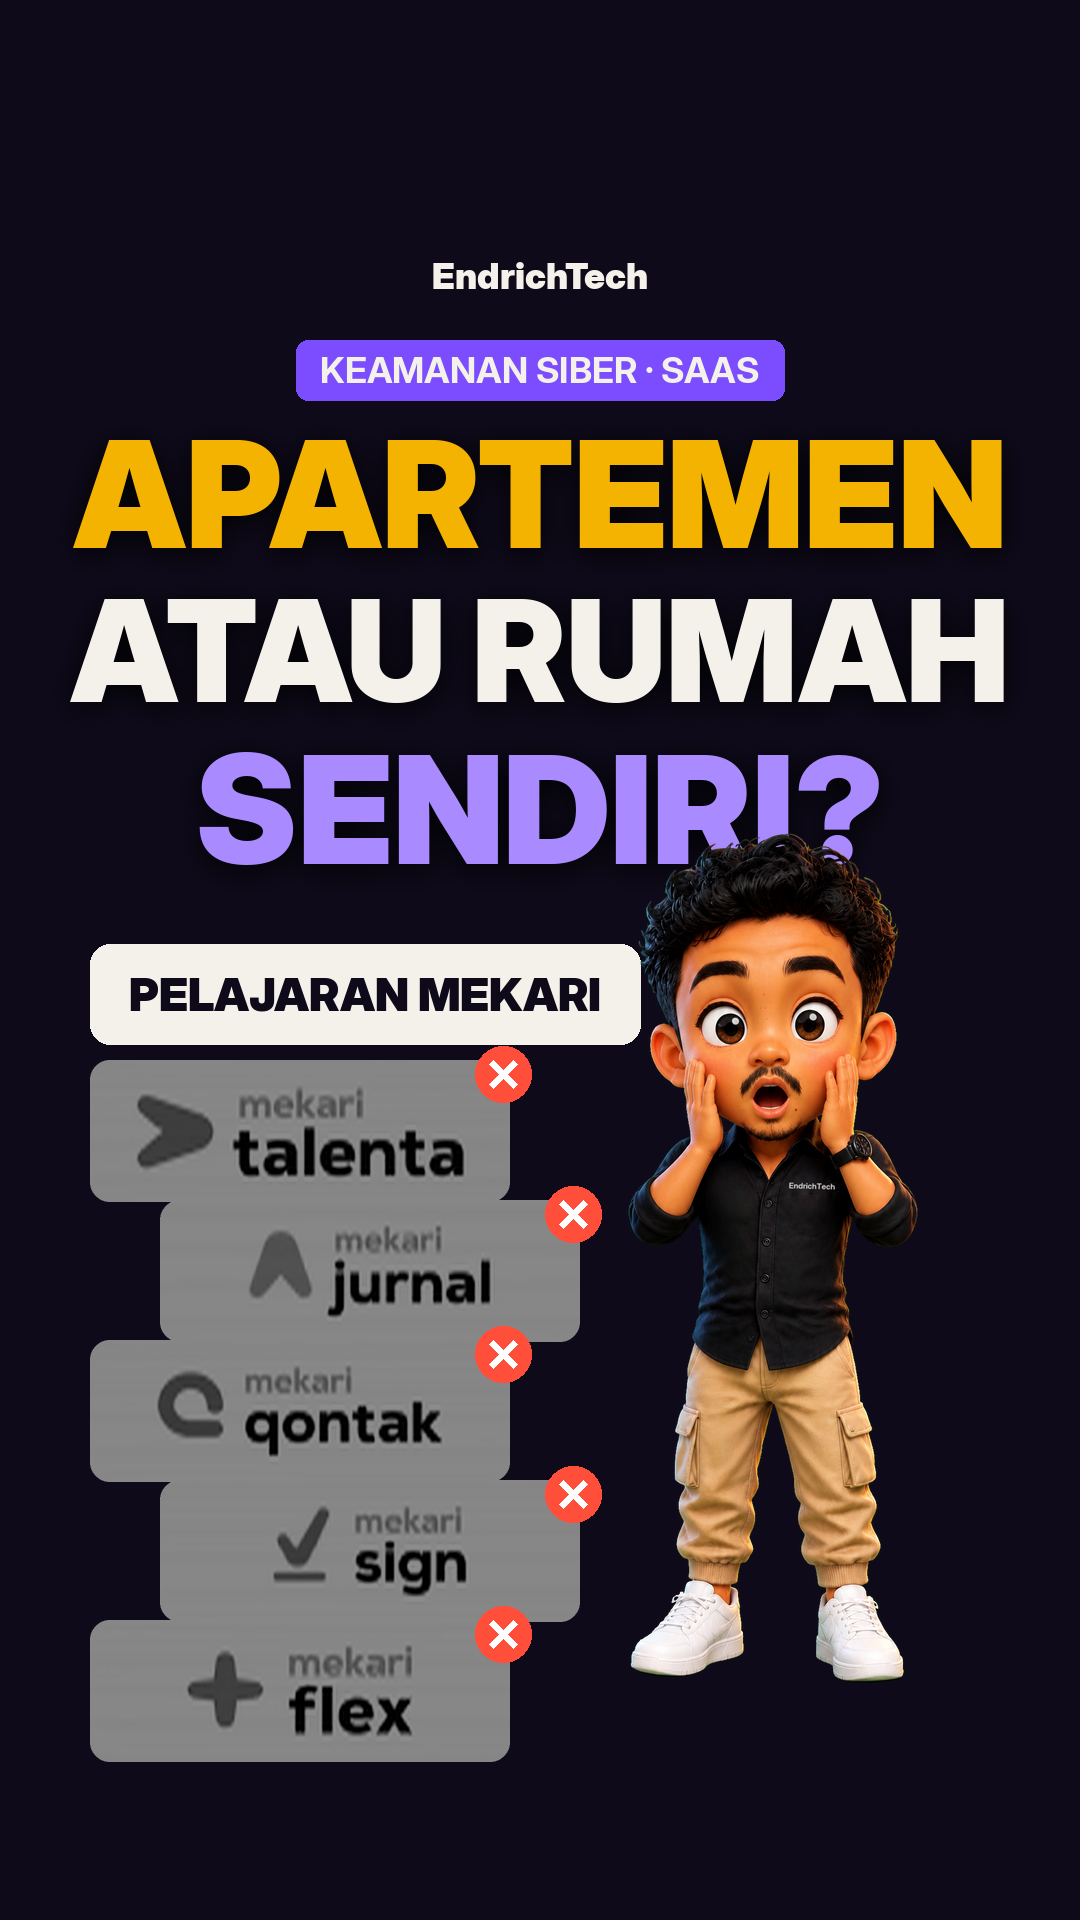 EndrichTech
KEAMANAN SIBER · SAAS
APARTEMEN
ATAU RUMAH
SENDIRI?
PELAJARAN MEKARI
mekari
talenta
mekari
jurnal
mekari
qontak
mekari
sign
mekari
flex
EndrichTech